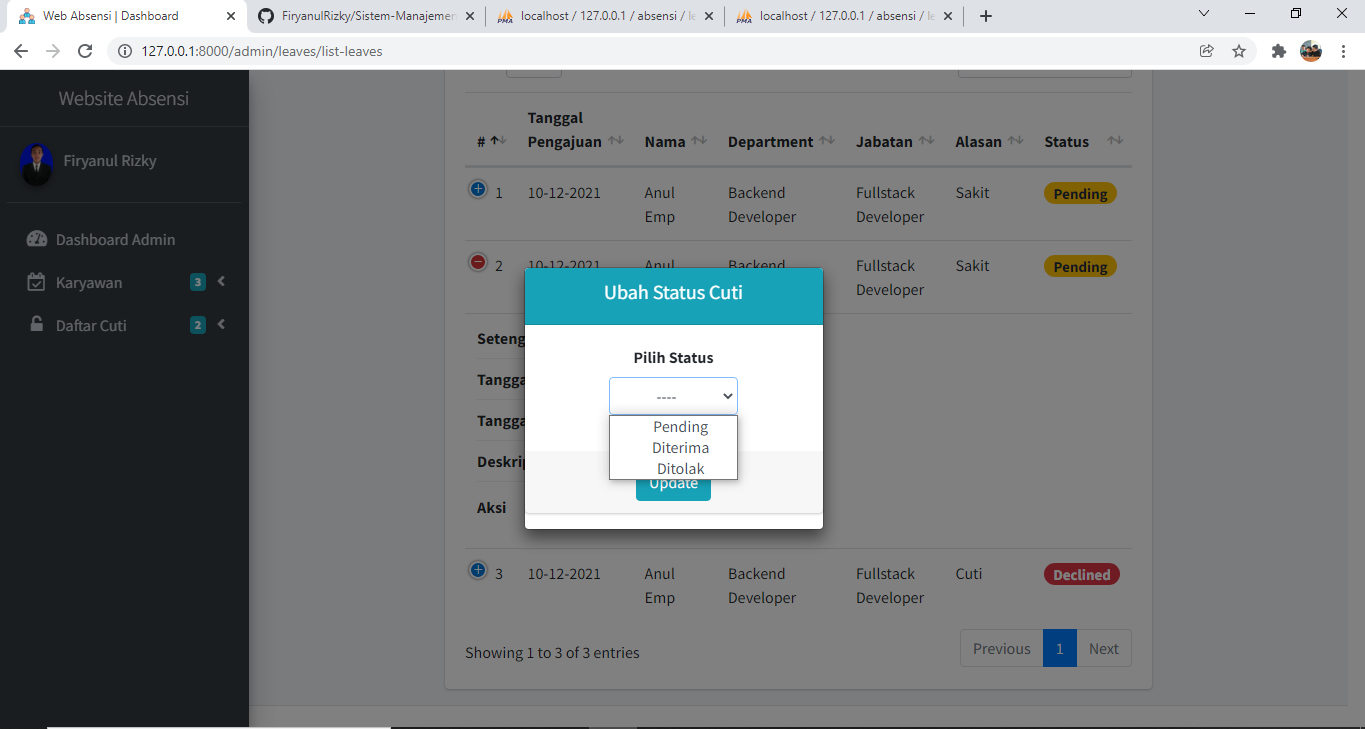 Web Absensi | Dashboard
FiryanulRizky/Sistem-Manajemen
localhost / 127.0.0.1 / absensi / le
localhost / 127.0.0.1 / absensi / le
127.0.0.1:8000/admin/leaves/list-leaves
Website Absensi
Firyanul Rizky
Dashboard Admin
Karyawan 3
Daftar Cuti 2
# Tanggal Pengajuan Nama Department Jabatan Alasan Status
1 10-12-2021 Anul Emp Backend Developer Fullstack Developer Sakit Pending
2 10-12-2021 Anul Backend Fullstack Developer Sakit Pending
Seteng
Tangga
Tangga
Deskrip
Aksi
Ubah Status Cuti
Pilih Status
----
Pending
Diterima
Ditolak
Update
3 10-12-2021 Anul Emp Backend Developer Fullstack Developer Cuti Declined
Showing 1 to 3 of 3 entries
Previous 1 Next